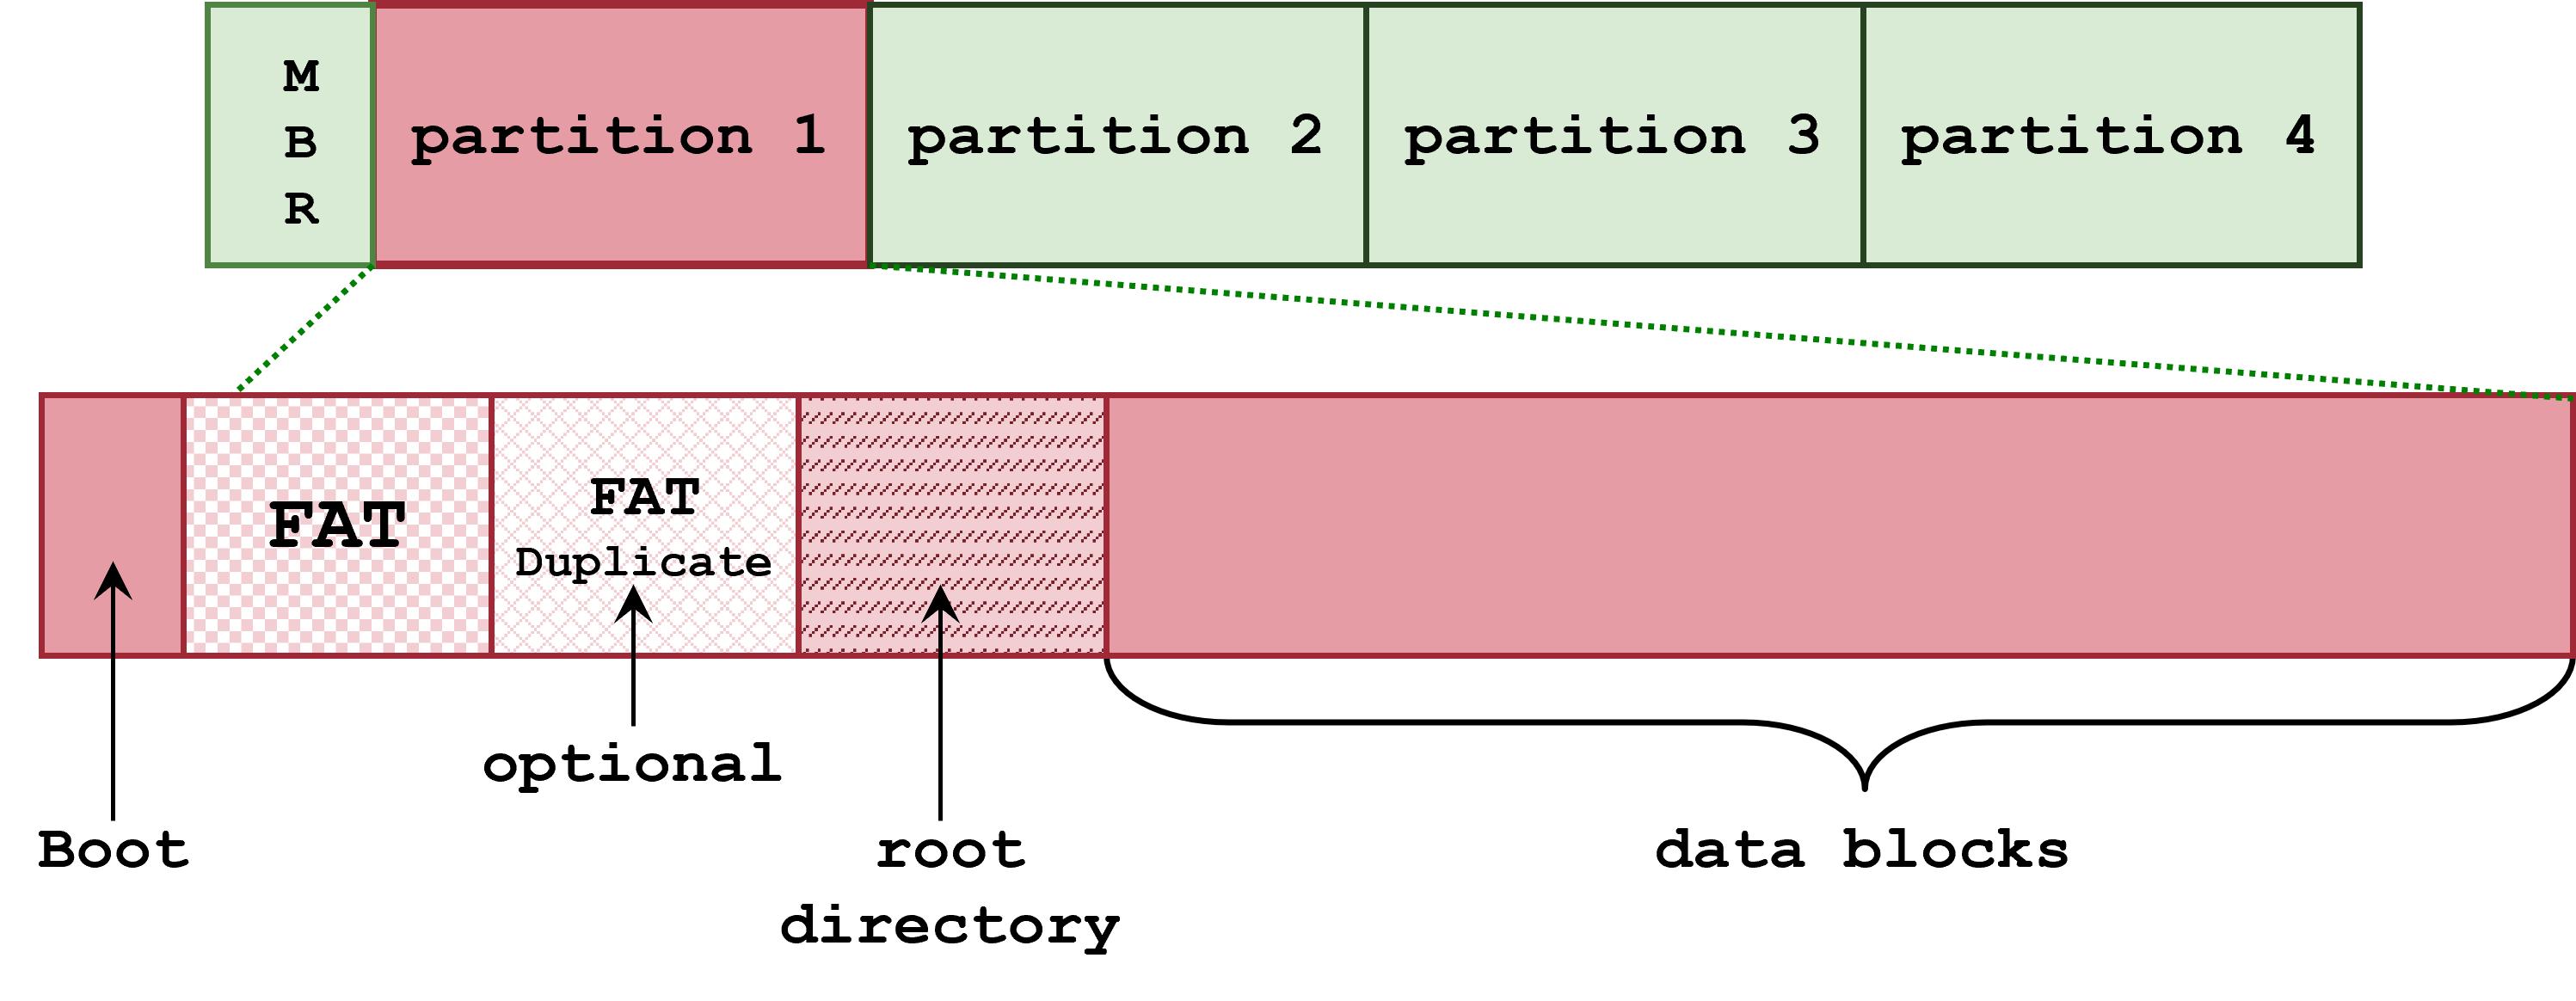 M
B
R
partition 1
partition 2
partition 3
partition 4
FAT
FAT
Duplicate
optional
Boot
root
directory
data blocks